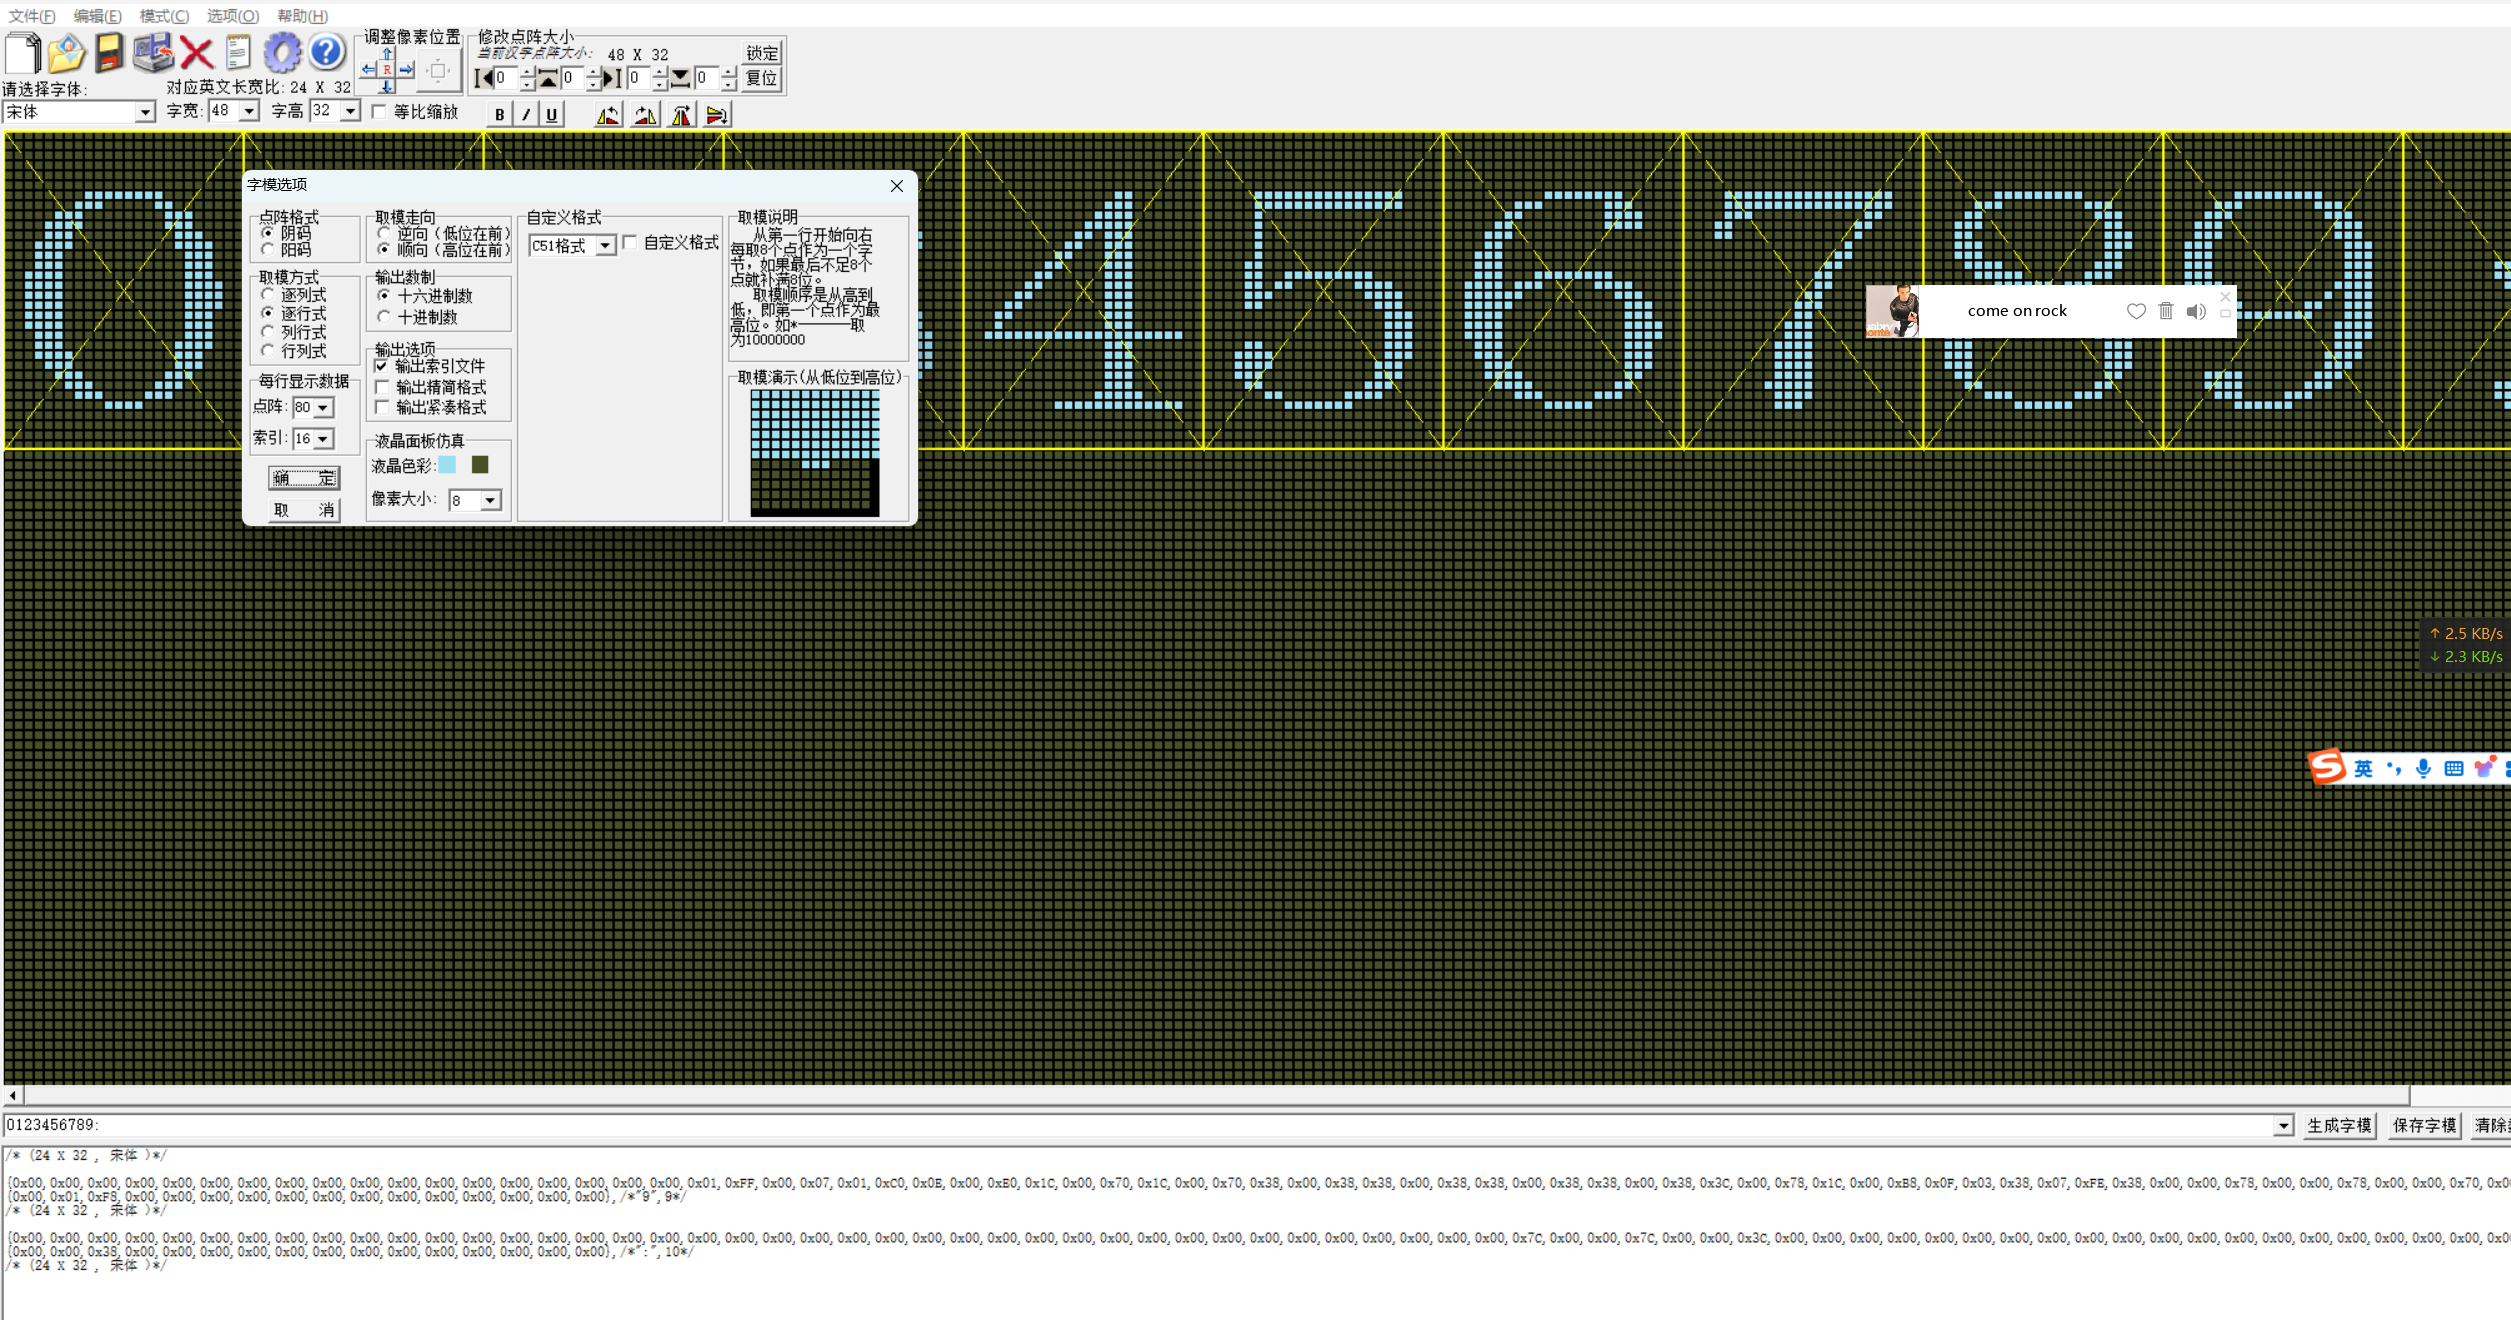 文件(F) 编辑(E) 模式(C) 选项(O) 帮助(H)
调整像素位置
修改点阵大小
当前汉字点阵大小: 48 X 32
锁定
R
0 0 0 0
复位
请选择字体:
对应英文长宽比: 24 X 32
宋体
字宽: 48 字高 32 等比缩放
B / U
字模选项
点阵格式
阴码
阳码
取模方式
逐列式
逐行式
列行式
行列式
每行显示数据
点阵: 80
索引: 16
确 定
取 消
取模走向
逆向(低位在前)
顺向(高位在前)
输出数制
十六进制数
十进制数
输出选项
输出索引文件
输出精简格式
输出紧凑格式
液晶面板仿真
液晶色彩:
像素大小: 8
自定义格式
C51格式 自定义格式
取模说明
从第一行开始向右
每取8个点作为一个字
节，如果最后不足8个
点就补满8位。
取模顺序是从高到
低，即第一个点作为最
高位。如*———————取
为10000000
取模演示(从低位到高位)
0 4 5 6 7 8 9
come on rock
↑ 2.5 KB/s
↓ 2.3 KB/s
S 英
0123456789:
生成字模 保存字模 清除
/* (24 X 32 , 宋体 )*/
{0x00,0x00,0x00,0x00,0x00,0x00,0x00,0x00,0x00,0x00,0x00,0x00,0x00,0x00,0x00,0x00,0x00,0x00,0x01,0xFF,0x00,0x07,0x01,0xC0,0x0E,0x00,0xE0,0x1C,0x00,0x70,0x1C,0x00,0x70,0x38,0x00,0x38,0x38,0x00,0x38,0x38,0x00,0x38,0x38,0x00,0x38,0x3C,0x00,0x78,0x1C,0x00,0xB8,0x0F,0x03,0x38,0x07,0xFE,0x38,0x00,0x00,0x78,0x00,0x00,0x78,0x00,0x00,0x70,0x0
{0x00,0x01,0xF8,0x00,0x00,0x00,0x00,0x00,0x00,0x00,0x00,0x00,0x00,0x00,0x00,0x00},/*"9",9*/
/* (24 X 32 , 宋体 )*/
{0x00,0x00,0x00,0x00,0x00,0x00,0x00,0x00,0x00,0x00,0x00,0x00,0x00,0x00,0x00,0x00,0x00,0x00,0x00,0x00,0x00,0x00,0x00,0x00,0x00,0x00,0x00,0x00,0x00,0x00,0x00,0x00,0x00,0x00,0x00,0x00,0x00,0x00,0x00,0x00,0x7C,0x00,0x00,0x7C,0x00,0x00,0x3C,0x00,0x00,0x00,0x00,0x00,0x00,0x00,0x00,0x00,0x00,0x00,0x00,0x00,0x00,0x00,0x00,0x00,0x00,0x00,0x0
{0x00,0x00,0x38,0x00,0x00,0x00,0x00,0x00,0x00,0x00,0x00,0x00,0x00,0x00,0x00,0x00},/*":",10*/
/* (24 X 32 , 宋体 )*/